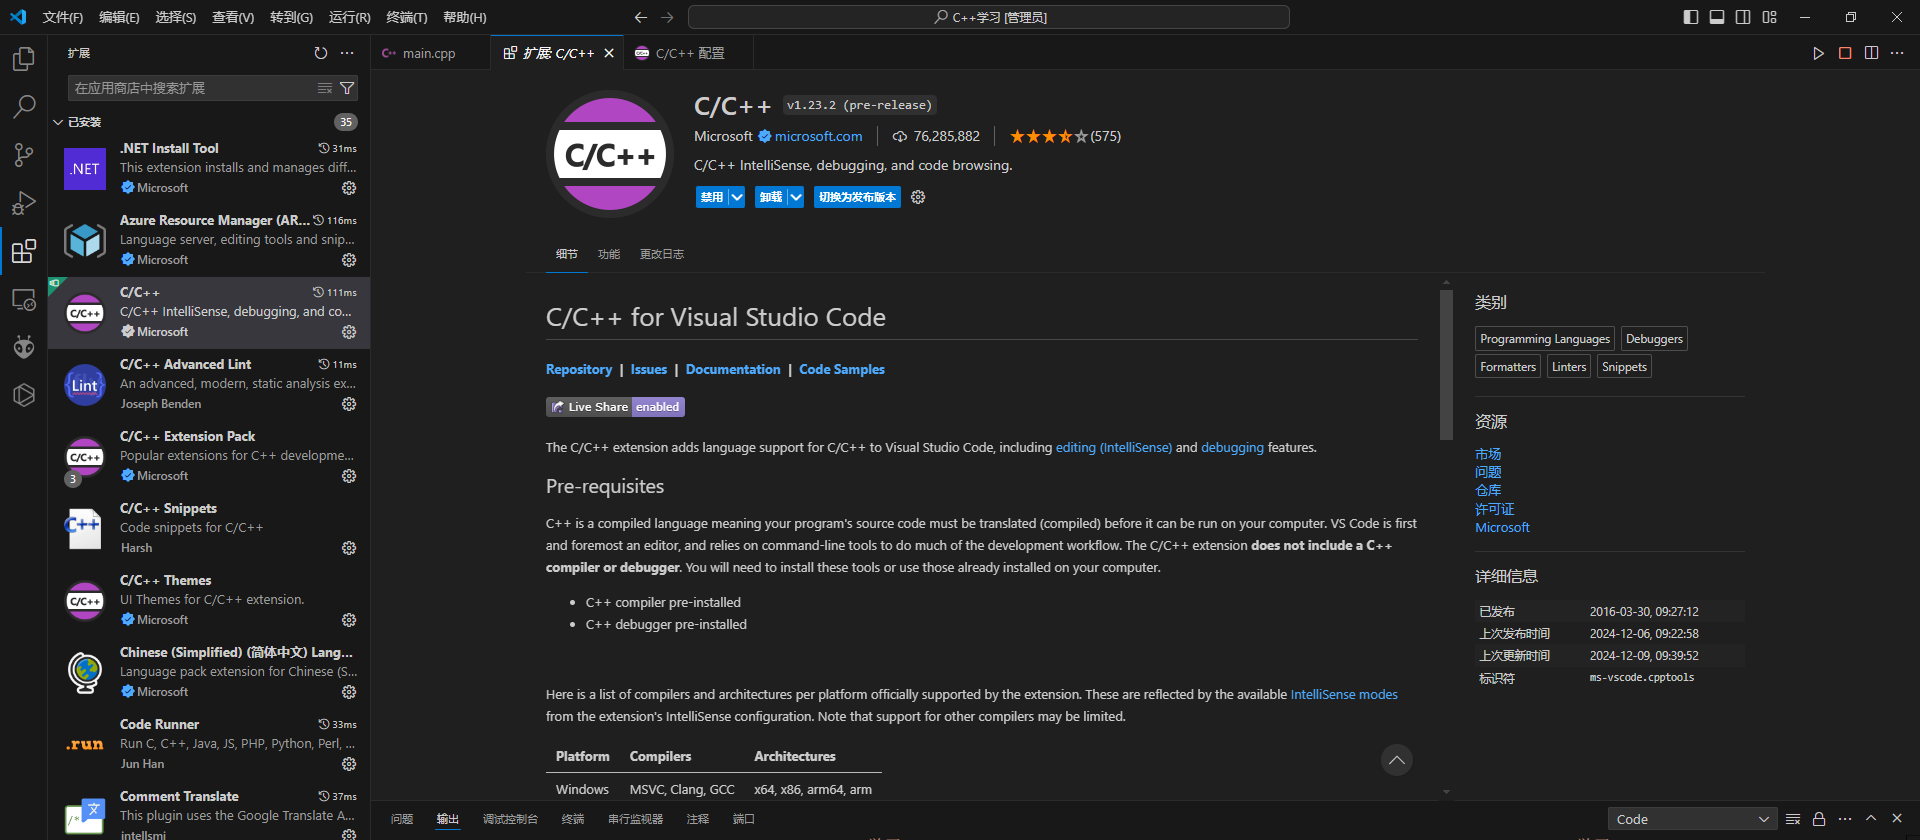 文件(F) 编辑(E) 选择(S) 查看(V) 转到(G) 运行(R) 终端(T) 帮助(H)
C++学习 [管理员]
扩展
在应用商店中搜索扩展
已安装
35
.NET
.NET Install Tool
31ms
This extension installs and manages diff...
Microsoft
Azure Resource Manager (AR...
116ms
Language server, editing tools and snip...
Microsoft
C/C++
C/C++
111ms
C/C++ IntelliSense, debugging, and co...
Microsoft
Lint
C/C++ Advanced Lint
11ms
An advanced, modern, static analysis ex...
Joseph Benden
C/C++
3
C/C++ Extension Pack
Popular extensions for C++ developme...
Microsoft
C++
C/C++ Snippets
Code snippets for C/C++
Harsh
C/C++
C/C++ Themes
UI Themes for C/C++ extension.
Microsoft
Chinese (Simplified) (简体中文) Lang...
Language pack extension for Chinese (S...
Microsoft
.run
Code Runner
33ms
Run C, C++, Java, JS, PHP, Python, Perl, ...
Jun Han
/*
文
Comment Translate
37ms
This plugin uses the Google Translate A...
intellsmi
main.cpp
扩展: C/C++
C/C++ 配置
C/C++
C/C++
v1.23.2 (pre-release)
Microsoft microsoft.com
76,285,882
(575)
C/C++ IntelliSense, debugging, and code browsing.
禁用 卸载 切换为发布版本
细节 功能 更改日志
C/C++ for Visual Studio Code
Repository | Issues | Documentation | Code Samples
Live Share enabled
The C/C++ extension adds language support for C/C++ to Visual Studio Code, including editing (IntelliSense) and debugging features.
Pre-requisites
C++ is a compiled language meaning your program's source code must be translated (compiled) before it can be run on your computer. VS Code is first
and foremost an editor, and relies on command-line tools to do much of the development workflow. The C/C++ extension does not include a C++
compiler or debugger. You will need to install these tools or use those already installed on your computer.
• C++ compiler pre-installed
• C++ debugger pre-installed
Here is a list of compilers and architectures per platform officially supported by the extension. These are reflected by the available IntelliSense modes
from the extension's IntelliSense configuration. Note that support for other compilers may be limited.
Platform Compilers Architectures
Windows MSVC, Clang, GCC x64, x86, arm64, arm
类别
Programming Languages Debuggers
Formatters Linters Snippets
资源
市场
问题
仓库
许可证
Microsoft
详细信息
已发布 2016-03-30, 09:27:12
上次发布时间 2024-12-06, 09:22:58
上次更新时间 2024-12-09, 09:39:52
标识符 ms-vscode.cpptools
问题 输出 调试控制台 终端 串行监视器 注释 端口
Code